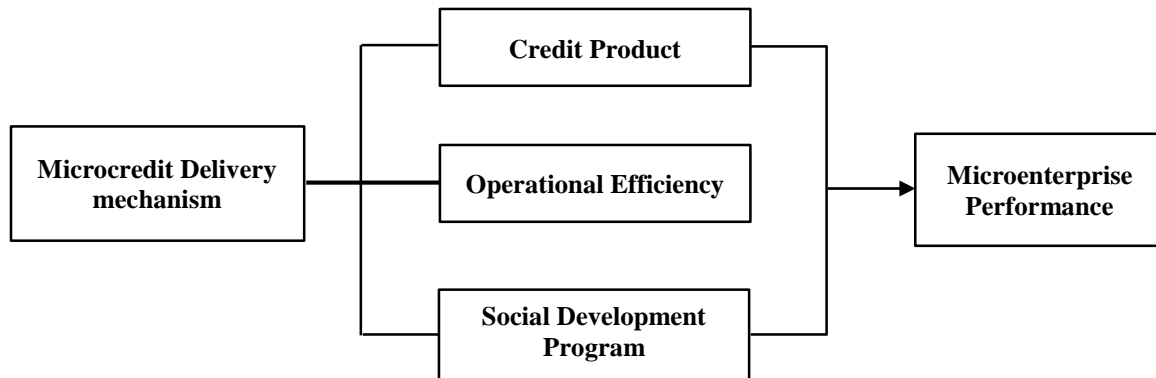 Credit Product
Microcredit Delivery
mechanism
Operational Efficiency
Microenterprise
Performance
Social Development
Program